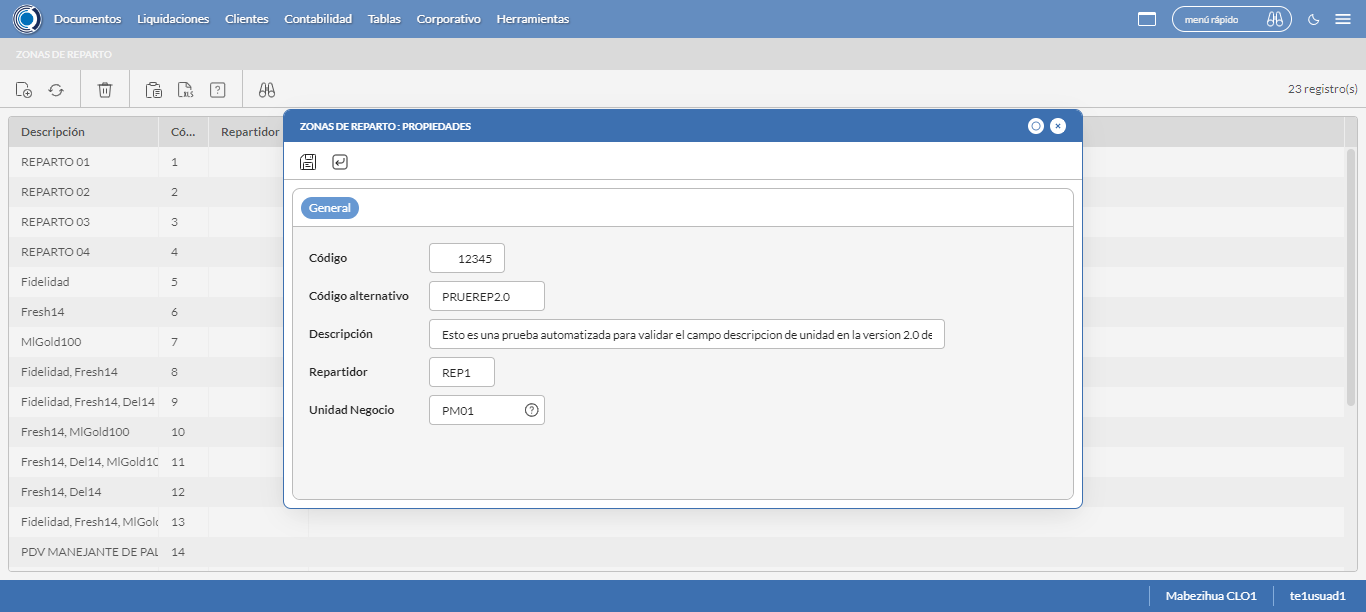 Documentos Liquidaciones Clientes Contabilidad Tablas Corporativo Herramientas menú rápido
ZONAS DE REPARTO
XLS ? 23 registro(s)
Descripción Có... Repartidor
REPARTO 01 1
REPARTO 02 2
REPARTO 03 3
REPARTO 04 4
Fidelidad 5
Fresh14 6
MlGold100 7
Fidelidad, Fresh14 8
Fidelidad, Fresh14, Del14 9
Fresh14, MlGold100 10
Fresh14, Del14, MlGold10 11
Fresh14, Del14 12
Fidelidad, Fresh14, MlGol 13
PDV MANEJANTE DE PAL 14
ZONAS DE REPARTO : PROPIEDADES
General
Código 12345
Código alternativo PRUEREP2.0
Descripción Esto es una prueba automatizada para validar el campo descripcion de unidad en la version 2.0 de
Repartidor REP1
Unidad Negocio PM01 ?
Mabezihua CLO1 te1usuad1